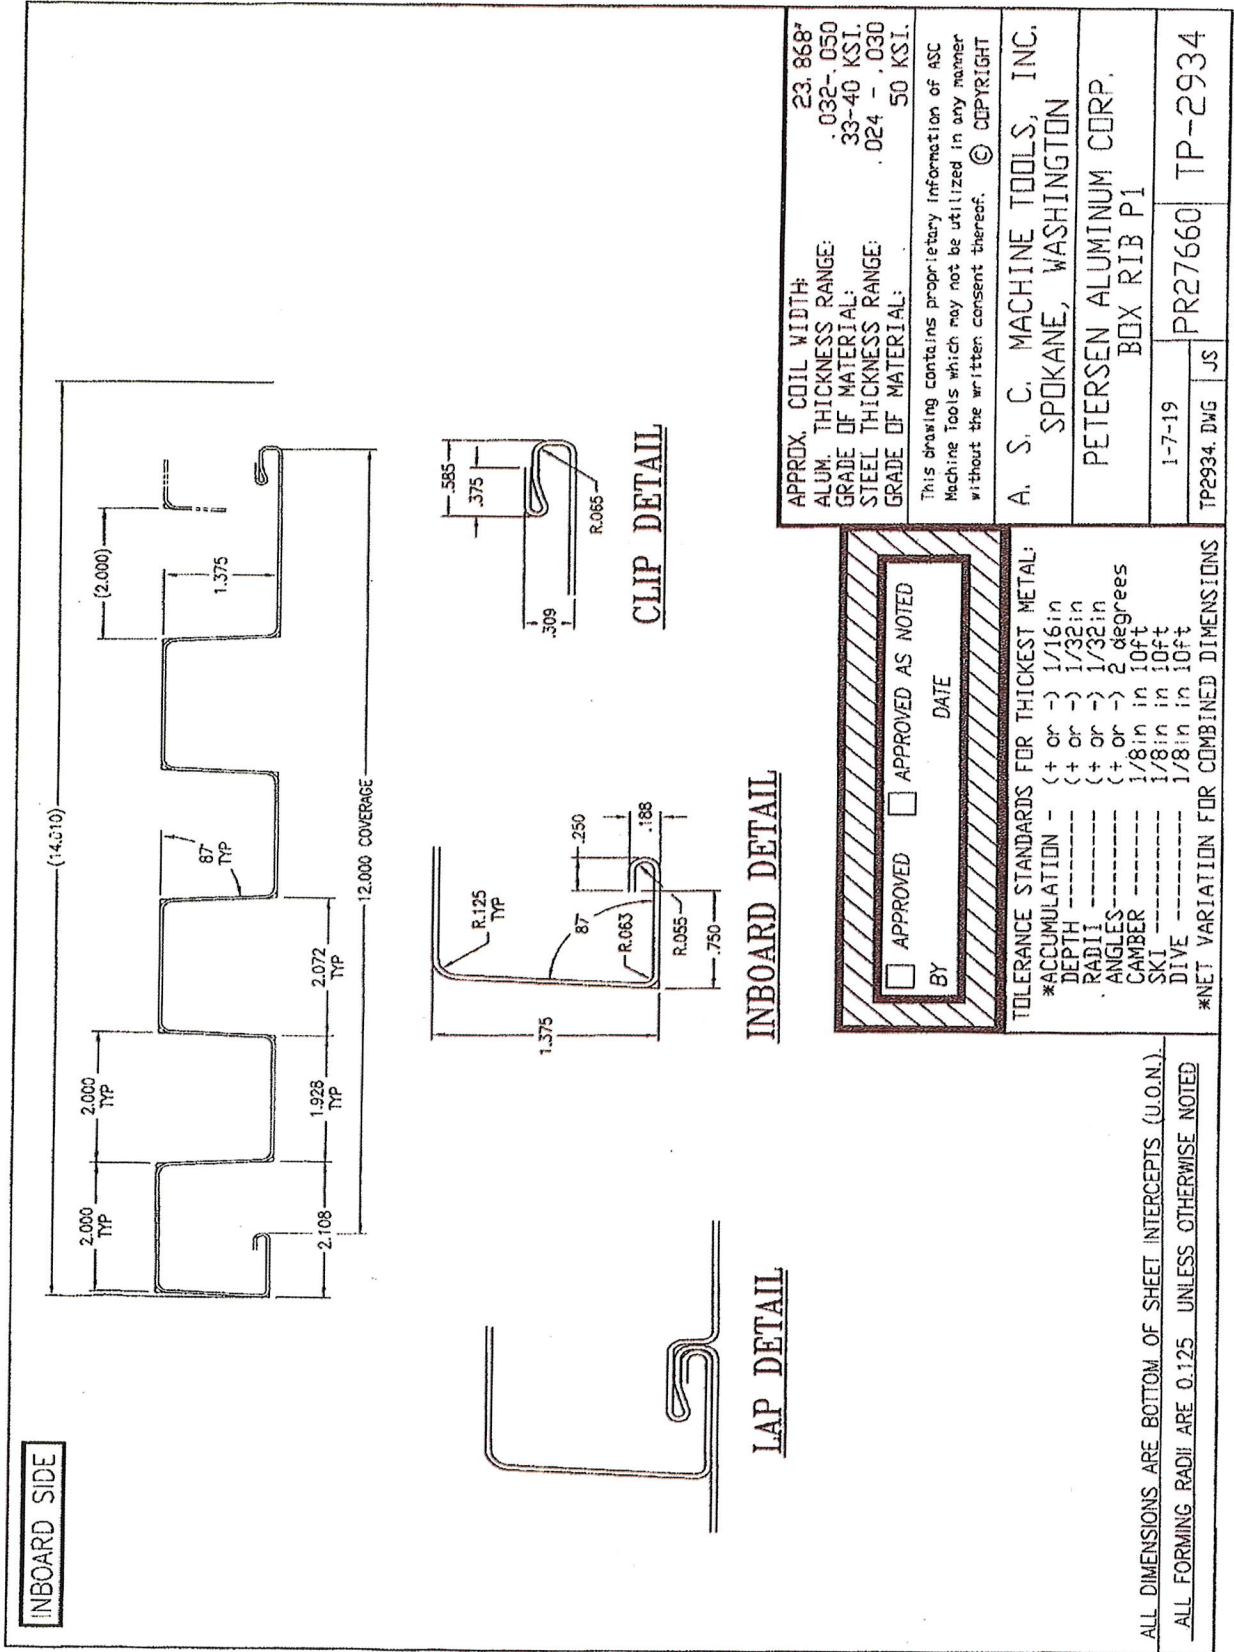 INBOARD SIDE
(14.010)
2.000
TYP
2.000
TYP
(2.000)
87°
TYP
1.375
2.108
1.928
TYP
2.072
TYP
12.000 COVERAGE
1.375
R.125
TYP
87°
R.063
R.055
.750
.250
.188
.585
.375
.309
R.065
LAP DETAIL
INBOARD DETAIL
CLIP DETAIL
ALL DIMENSIONS ARE BOTTOM OF SHEET INTERCEPTS (U.O.N.).
ALL FORMING RADII ARE 0.125 UNLESS OTHERWISE NOTED
APPROVED
APPROVED AS NOTED
BY
DATE
TOLERANCE STANDARDS FOR THICKEST METAL:
*ACCUMULATION - (+ or -) 1/16in
DEPTH ---------- (+ or -) 1/32in
RADII ---------- (+ or -) 1/32in
ANGLES--------- (+ or -) 2 degrees
CAMBER -------- 1/8in in 10ft
SKI ----------- 1/8in in 10ft
DIVE ---------- 1/8in in 10ft
*NET VARIATION FOR COMBINED DIMENSIONS
APPROX. COIL WIDTH: 23.868"
ALUM. THICKNESS RANGE: .032-.050
GRADE OF MATERIAL: 33-40 KSI.
STEEL THICKNESS RANGE: .024 - .030
GRADE OF MATERIAL: 50 KSI.
This drawing contains proprietary information of ASC
Machine Tools which may not be utilized in any manner
without the written consent thereof. © COPYRIGHT
A. S. C. MACHINE TOOLS, INC.
SPOKANE, WASHINGTON
PETERSEN ALUMINUM CORP.
BOX RIB P1
1-7-19
PR27660
TP-2934
TP2934.DWG
JS